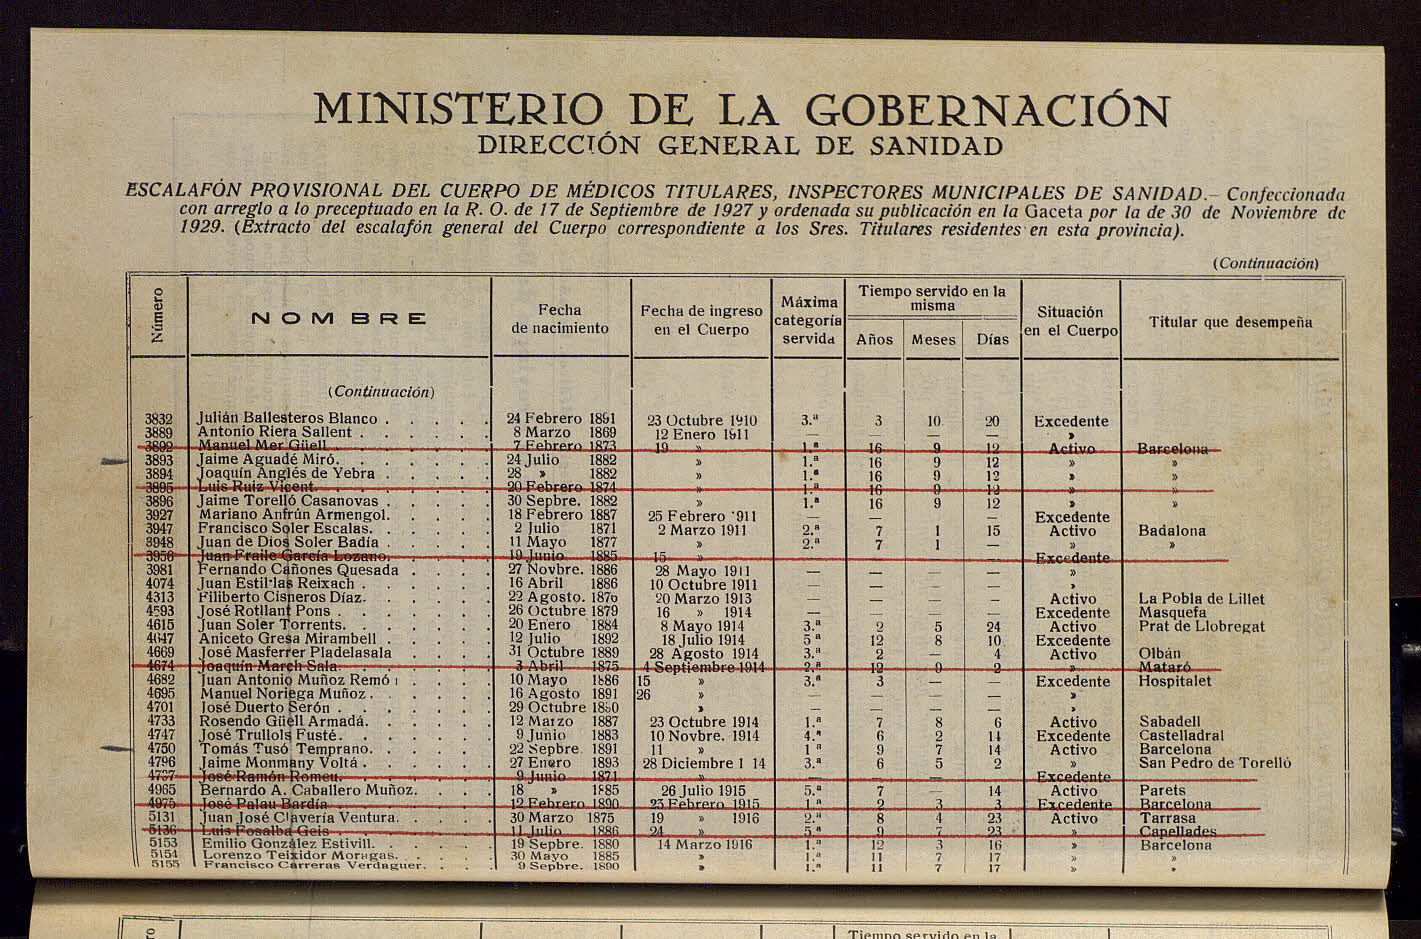 MINISTERIO DE LA GOBERNACIÓN
DIRECCIÓN GENERAL DE SANIDAD
ESCALAFÓN PROVISIONAL DEL CUERPO DE MÉDICOS TITULARES, INSPECTORES MUNICIPALES DE SANIDAD.- Confeccionada
con arreglo a lo preceptuado en la R. O. de 17 de Septiembre de 1927 y ordenada su publicación en la Gaceta por la de 30 de Noviembre de
1929. (Extracto del escalafón general del Cuerpo correspondiente a los Sres. Titulares residentes en esta provincia).
(Continuación)
Número NOMBRE Fecha de nacimiento Fecha de ingreso en el Cuerpo Máxima categoría servida Tiempo servido en la misma Años Meses Días Situación en el Cuerpo Titular que desempeña
(Continuación)
3832 Julián Ballesteros Blanco . . . . . 24 Febrero 1891 23 Octubre 1910 3.ª 3 10 20 Excedente
3889 Antonio Riera Sallent . . . . . . 8 Marzo 1869 12 Enero 1911 — — — — »
3892 Manuel Mer Güell 7 Febrero 1873 19 » 1.ª 16 9 12 Activo Barcelona
3893 Jaime Aguadé Miró. . . . . . . 24 Julio 1882 » 1.ª 16 9 12 » »
3894 Joaquín Anglés de Yebra . . . . . 28 » 1882 » 1.ª 16 9 12 » »
3895 Luis Ruiz Vicent. 20 Febrero 1874 » 1.ª 16 9 12 » »
3896 Jaime Torelló Casanovas . . . . . 30 Sepbre. 1882 » 1.ª 16 9 12 » »
3927 Mariano Anfrún Armengol. . . . . 18 Febrero 1887 25 Febrero 1911 — — — — Excedente
3947 Francisco Soler Escalas. . . . . . 2 Julio 1871 2 Marzo 1911 2.ª 7 1 15 Activo Badalona
3948 Juan de Dios Soler Badía . . . . . 11 Mayo 1877 » 2.ª 7 1 — » »
3956 Juan Fraile García Lozano. 19 Junio 1885 15 » Excedente
3981 Fernando Cañones Quesada . . . . 27 Novbre. 1886 28 Mayo 1911 — — — — »
4074 Juan Estil·las Reixach . . . . . . 16 Abril 1886 10 Octubre 1911 — — — — »
4313 Filiberto Cisneros Díaz. . . . . . 22 Agosto. 1876 20 Marzo 1913 — — — — Activo La Pobla de Lillet
4593 José Rotllant Pons . . . . . . . 26 Octubre 1879 16 » 1914 — — — — Excedente Masquefa
4615 Juan Soler Torrents. . . . . . . 20 Enero 1884 8 Mayo 1914 3.ª 2 5 24 Activo Prat de Llobregat
4647 Aniceto Gresa Mirambell . . . . . 12 Julio 1892 18 Julio 1914 5.ª 12 8 10 Excedente
4669 José Masferrer Pladelasala . . . . 31 Octubre 1889 28 Agosto 1914 3.ª 2 — 4 Activo Olbán
4674 Joaquín March Sala. 3 Abril 1875 4 Septiembre 1914 2.ª 12 9 2 » Mataró
4682 Juan Antonio Muñoz Remó . . . . 10 Mayo 1886 15 » 3.ª 3 — — Excedente Hospitalet
4695 Manuel Noriega Muñoz . . . . . . 16 Agosto 1891 26 » — — — — »
4701 José Duerto Serón . . . . . . . 29 Octubre » — — — — »
4733 Rosendo Güell Armadá. . . . . . 12 Marzo 1887 23 Octubre 1914 1.ª 7 8 6 Activo Sabadell
4747 José Trullols Fusté. . . . . . . 9 Junio 1883 10 Novbre. 1914 4.ª 6 2 11 Excedente Castelladral
4750 Tomás Tusó Temprano. . . . . . 22 Sepbre. 1891 11 » 1.ª 9 7 14 Activo Barcelona
4796 Jaime Monmany Voltá . . . . . . 27 Enero 1893 28 Diciembre 1 14 3.ª 6 5 2 » San Pedro de Torelló
4797 José Ramón Romeu. 9 Junio 1871 » — — — — Excedente
4965 Bernardo A. Caballero Muñoz. . . . 18 » 1885 26 Julio 1915 5.ª 7 — 14 Activo Parets
4975 José Palau Bardía 12 Febrero 1890 25 Febrero 1915 1.ª 2 3 3 Excedente Barcelona
5131 Juan José Clavería Ventura. . . . . 30 Marzo 1875 19 » 1916 2.ª 8 4 23 Activo Tarrasa
5136 Luis Fosalba Geis 11 Julio 1886 24 » 5.ª 9 7 23 » Capellades
5153 Emilio González Estivill. . . . . . 19 Sepbre. 1880 14 Marzo 1916 1.ª 12 3 16 » Barcelona
5154 Lorenzo Teixidor Moragas. . . . . 30 Mayo 1885 » 1.ª 11 7 17 » »
5155 Francisco Carreras Verdaguer. . . . 9 Sepbre. 1890 » 1.ª 11 7 17 » »
Tiempo servido en la